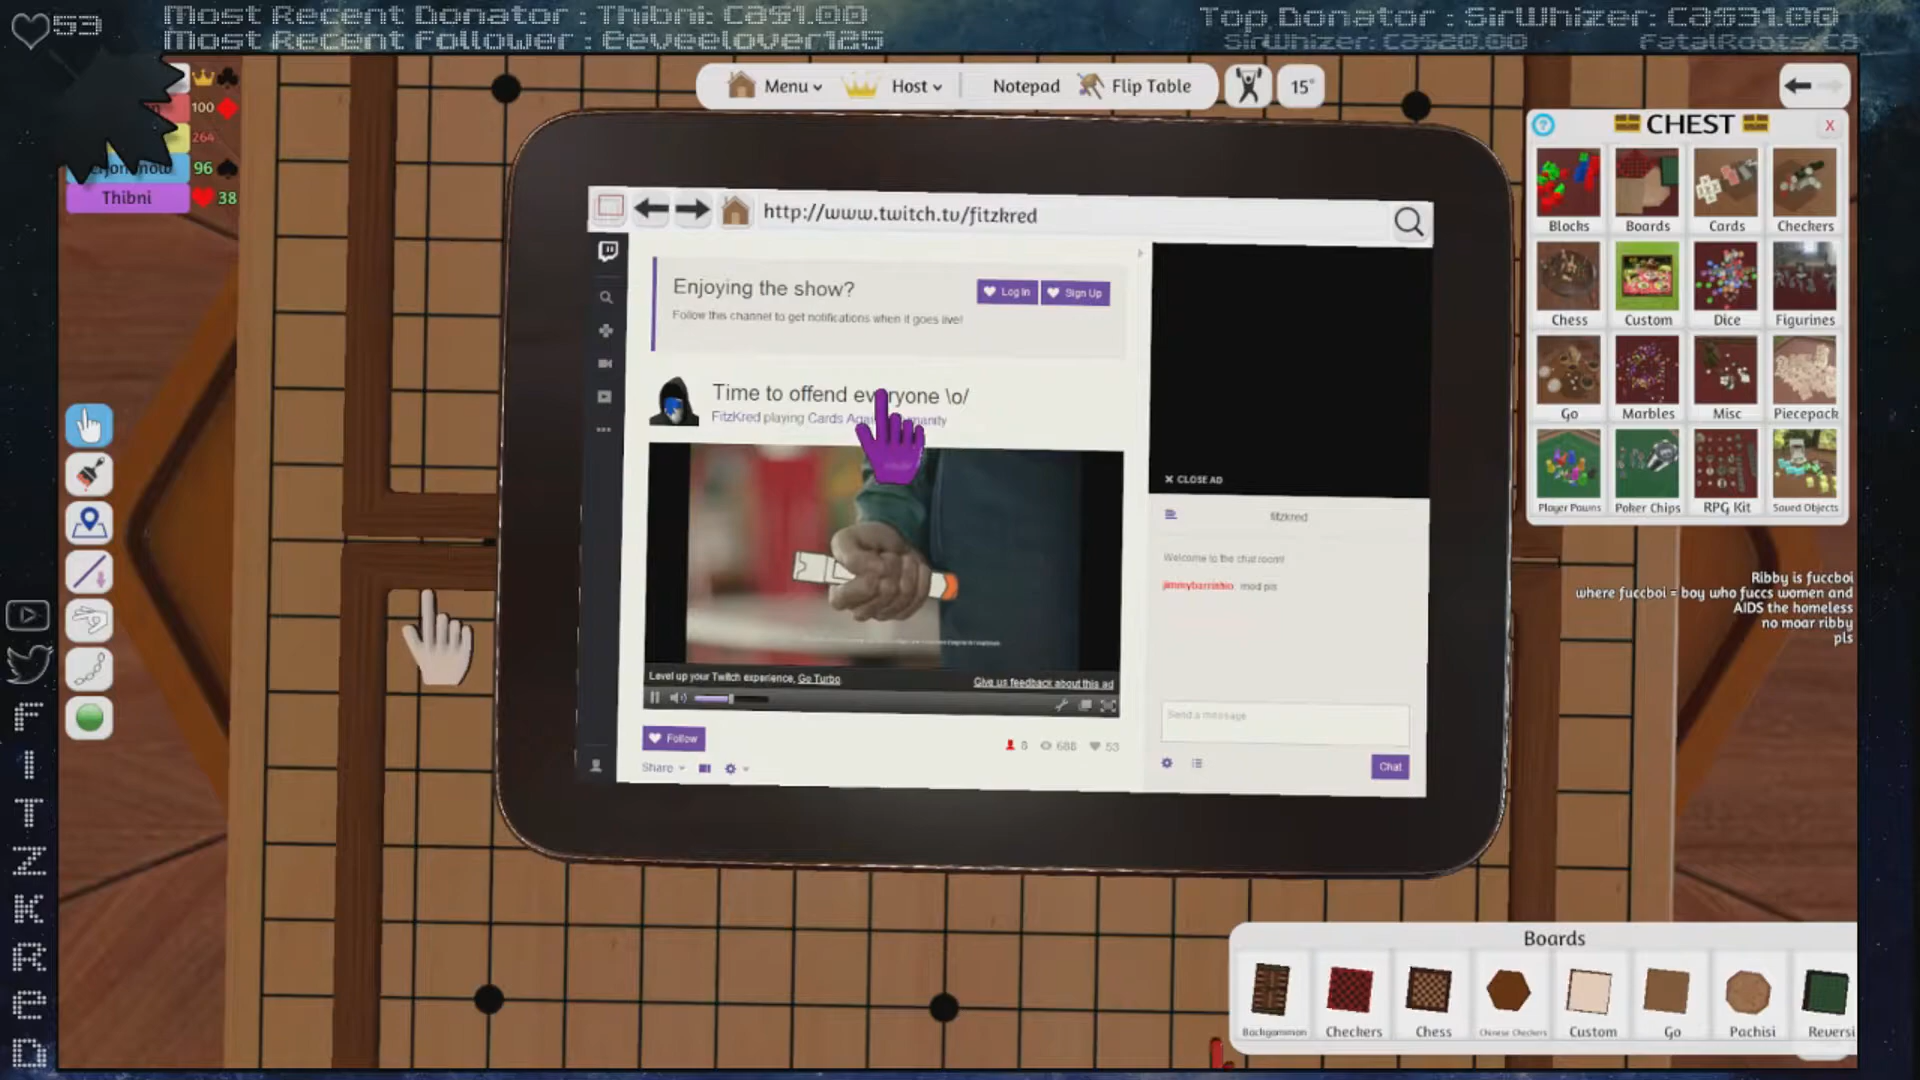 53
Most Recent Donator : Thibni: CA$1.00
Most Recent Follower : Eeveelover125
Top Donator : SirWhizer: CA$31.00
SirWhizer: CA$20.00
FatalRoots.Ca
Menu
Host
Notepad
Flip Table
15°
100
264
96
Thibni
38
CHEST
X
Blocks
Boards
Cards
Checkers
Chess
Custom
Dice
Figurines
Go
Marbles
Misc
Piecepack
Player Pawns
Poker Chips
RPG Kit
Saved Objects
http://www.twitch.tv/fitzkred
Enjoying the show?
Follow this channel to get notifications when it goes live!
Log In
Sign Up
Time to offend everyone \o/
FitzKred playing Cards
Level up your Twitch experience, Go Turbo
Give us feedback about this ad
Follow
8
688
53
Share
X CLOSE AD
fitzkred
Welcome to the chat room!
jimmybarrinhio: mod pls
Send a message
Chat
Ribby is fuccboi
where fuccboi = boy who fuccs women and
AIDS the homeless
no moar ribby
pls
FITZKReD
Boards
Backgammon
Checkers
Chess
Chinese Checkers
Custom
Go
Pachisi
Reversi